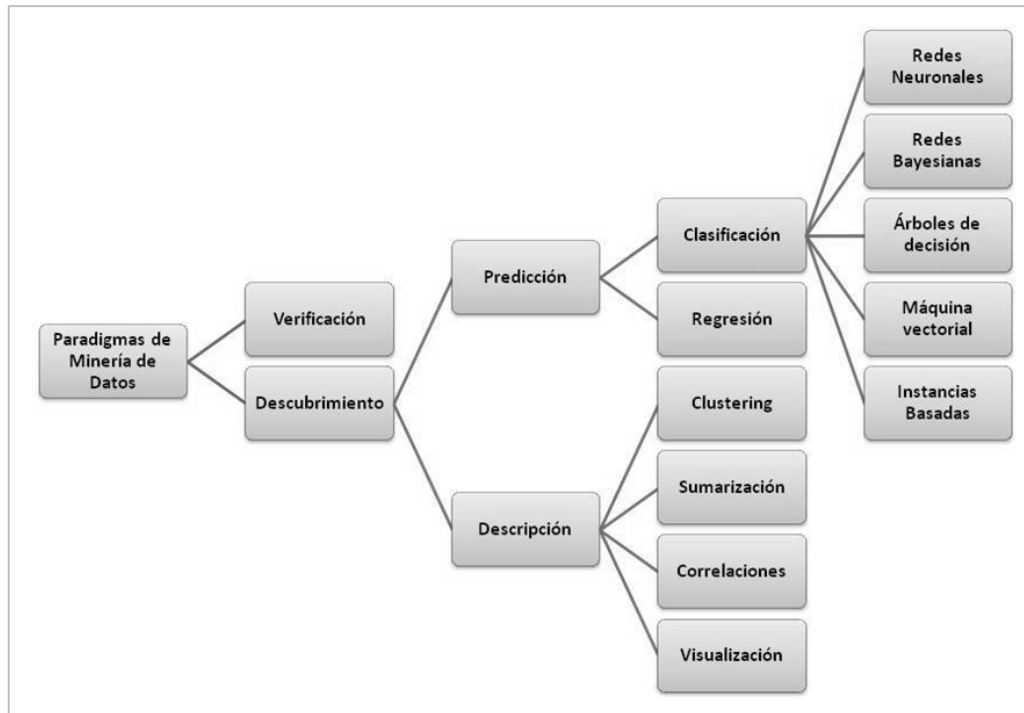 Paradigmas de
Minería de
Datos
Verificación
Descubrimiento
Predicción
Descripción
Clasificación
Regresión
Clustering
Sumarización
Correlaciones
Visualización
Redes
Neuronales
Redes
Bayesianas
Árboles de
decisión
Máquina
vectorial
Instancias
Basadas